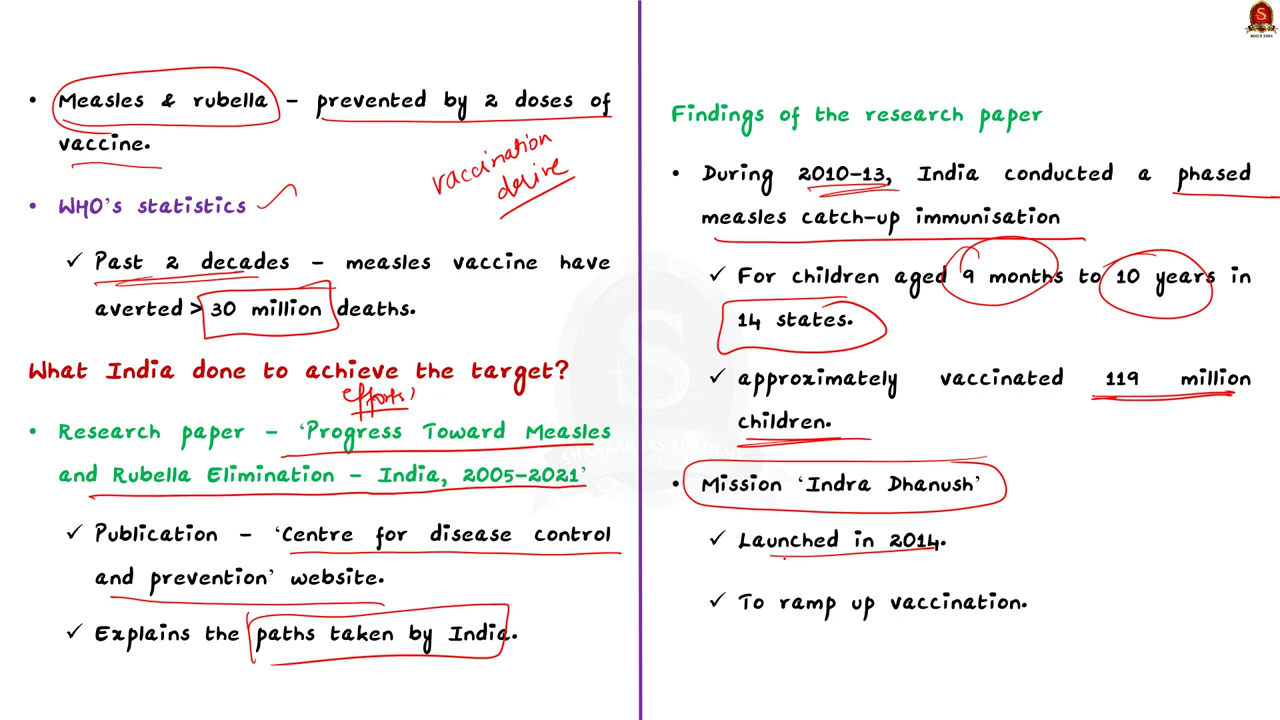 • Measles & rubella - prevented by 2 doses of
vaccine.
vaccination
derive
• WHO's statistics
✓ Past 2 decades - measles vaccine have
averted > 30 million deaths.
What India done to achieve the target?
efforts,
• Research paper - 'Progress Toward Measles
and Rubella Elimination - India, 2005-2021'
✓ Publication - 'Centre for disease control
and prevention' website.
✓ Explains the paths taken by India.
Findings of the research paper
• During 2010-13, India conducted a phased
measles catch-up immunisation
✓ For children aged 9 months to 10 years in
14 states.
✓ approximately vaccinated 119 million
children.
• Mission 'Indra Dhanush'
✓ Launched in 2014.
✓ To ramp up vaccination.
S
SINCE 2004